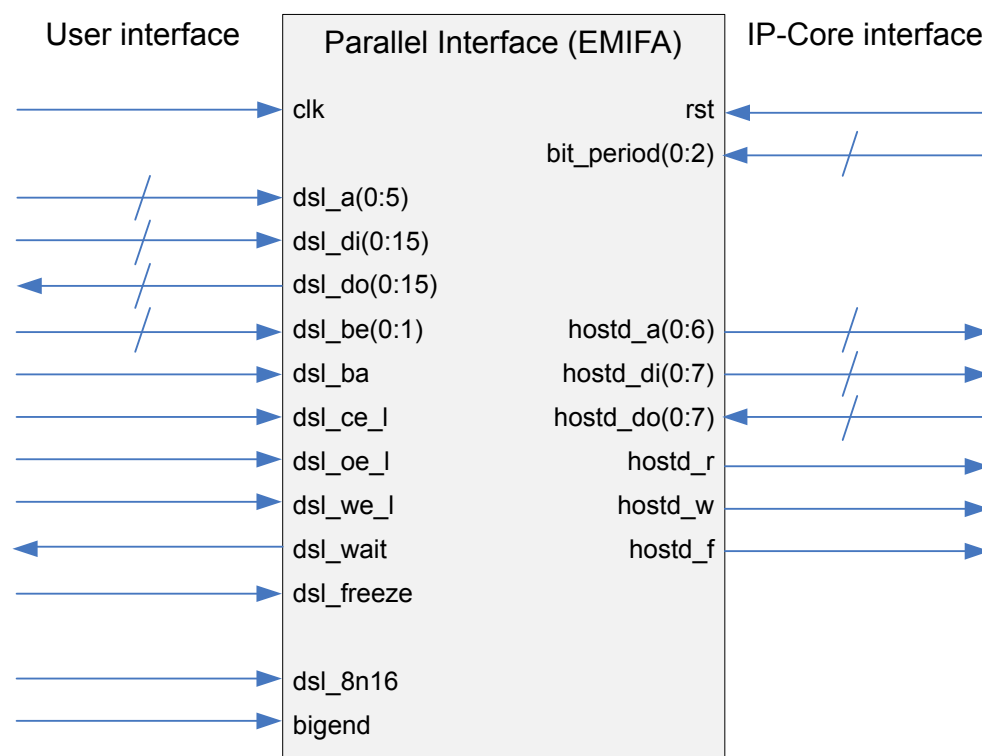 User interface
Parallel Interface (EMIFA)
IP-Core interface
clk
rst
bit_period(0:2)
dsl_a(0:5)
dsl_di(0:15)
dsl_do(0:15)
dsl_be(0:1)
hostd_a(0:6)
dsl_ba
hostd_di(0:7)
dsl_ce_l
hostd_do(0:7)
dsl_oe_l
hostd_r
dsl_we_l
hostd_w
dsl_wait
hostd_f
dsl_freeze
dsl_8n16
bigend